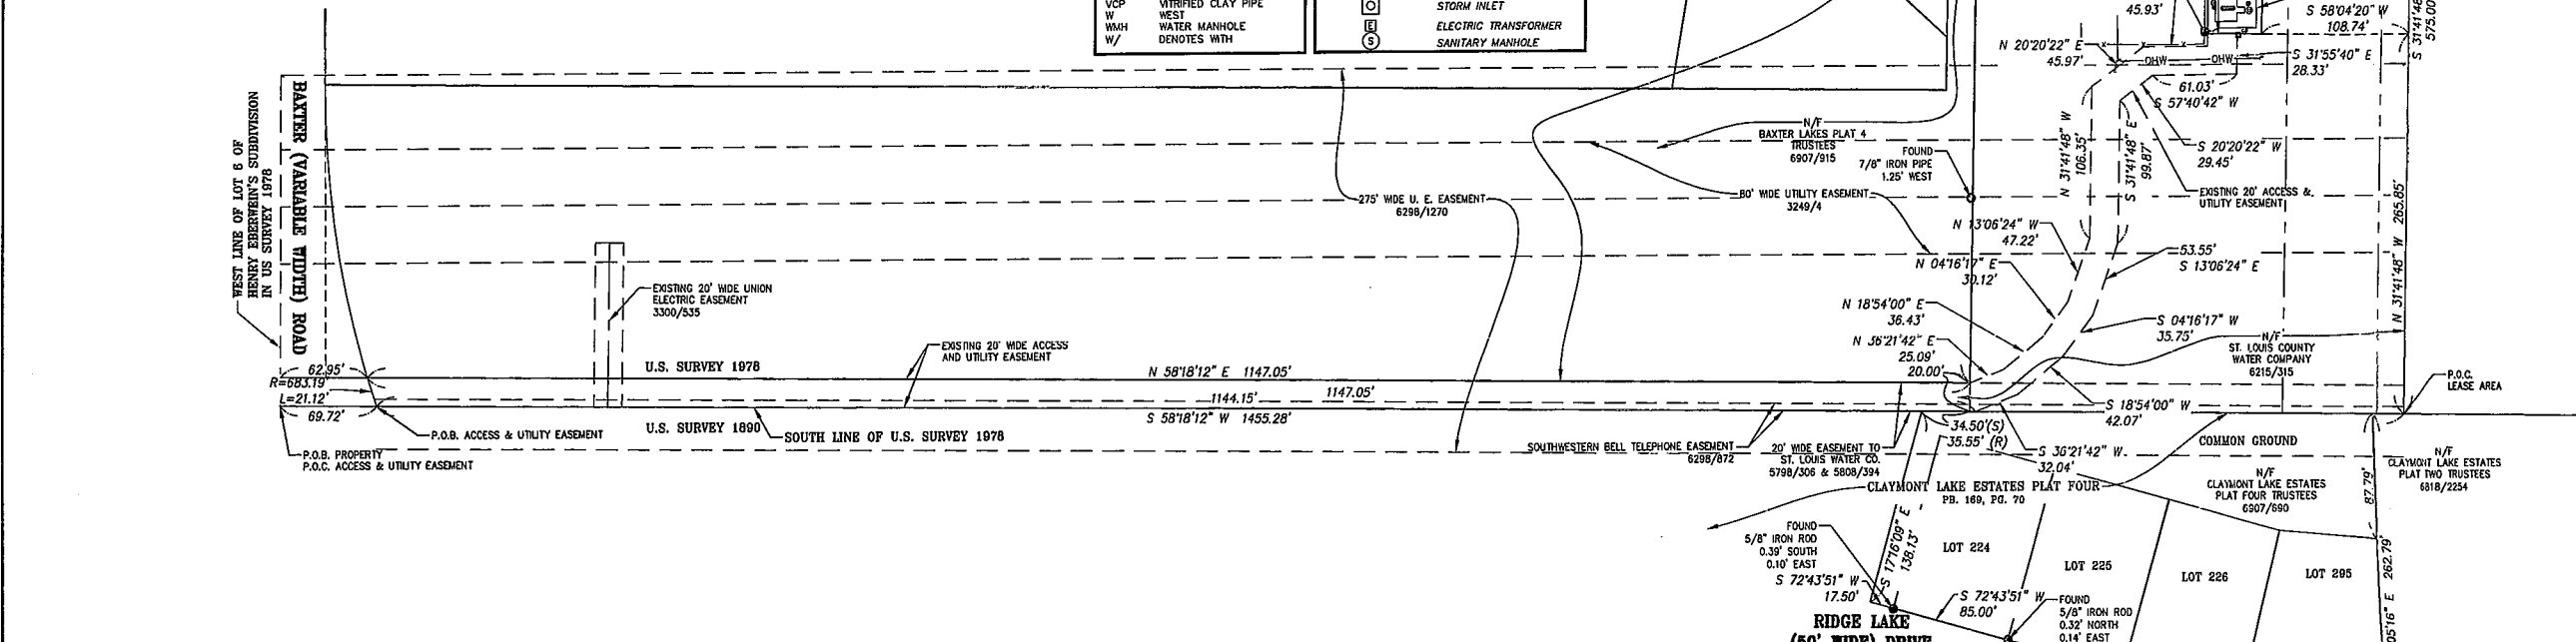 VCP VITRIFIED CLAY PIPE
W WEST
WMH WATER MANHOLE
W/ DENOTES WITH
STORM INLET
E ELECTRIC TRANSFORMER
S SANITARY MANHOLE
45.93'
S 58°04'20" W
108.74'
S 31°41'48"
575.00'
N 20°20'22" E
45.97'
OHW
OHW
S 31°55'40" E
28.33'
61.03'
S 57°40'42" W
BAXTER (VARIABLE WIDTH) ROAD
WEST LINE OF LOT 6 OF
HENRY EBERWEIN'S SUBDIVISION
IN US SURVEY 1978
N/F
BAXTER LAKES PLAT 4
TRUSTEES
6907/915
FOUND
7/8" IRON PIPE
1.25' WEST
N 31°41'48" W
106.35'
S 31°41'48" E
99.87'
S 20°20'22" W
29.45'
EXISTING 20' ACCESS &
UTILITY EASEMENT
N 31°41'48" W 265.85'
275' WIDE U. E. EASEMENT
6298/1270
80' WIDE UTILITY EASEMENT
3249/4
N 13°06'24" W
47.22'
53.55'
S 13°06'24" E
N 04°16'17" E
30.12'
EXISTING 20' WIDE UNION
ELECTRIC EASEMENT
3300/535
N 18°54'00" E
36.43'
S 04°16'17" W
35.75'
N/F
ST. LOUIS COUNTY
WATER COMPANY
6215/315
N 36°21'42" E
25.09'
20.00'
EXISTING 20' WIDE ACCESS
AND UTILITY EASEMENT
62.95'
R=683.19'
L=21.12'
69.72'
U.S. SURVEY 1978
N 58°18'12" E 1147.05'
1144.15'
1147.05'
S 58°18'12" W 1455.28'
P.O.C.
LEASE AREA
U.S. SURVEY 1890
SOUTH LINE OF U.S. SURVEY 1978
P.O.B. ACCESS & UTILITY EASEMENT
P.O.B. PROPERTY
P.O.C. ACCESS & UTILITY EASEMENT
S 18°54'00" W
42.07'
34.50'(S)
35.55' (R)
SOUTHWESTERN BELL TELEPHONE EASEMENT
6298/872
20' WIDE EASEMENT TO
ST. LOUIS WATER CO.
5798/306 & 5808/394
S 36°21'42" W
32.04'
COMMON GROUND
N/F
CLAYMONT LAKE ESTATES
PLAT FOUR TRUSTEES
6907/690
N/F
CLAYMONT LAKE ESTATES
PLAT TWO TRUSTEES
6818/2254
CLAYMONT LAKE ESTATES PLAT FOUR
PB. 169, PG. 70
87.79'
FOUND
5/8" IRON ROD
0.39' SOUTH
0.10' EAST
S 17°16'09" E
138.13'
LOT 224
LOT 225
LOT 226
LOT 295
262.79'
05'16" E
S 72°43'51" W
17.50'
S 72°43'51" W
85.00'
FOUND
5/8" IRON ROD
0.32' NORTH
0.14' EAST
RIDGE LAKE
(50' WIDE) DRIVE